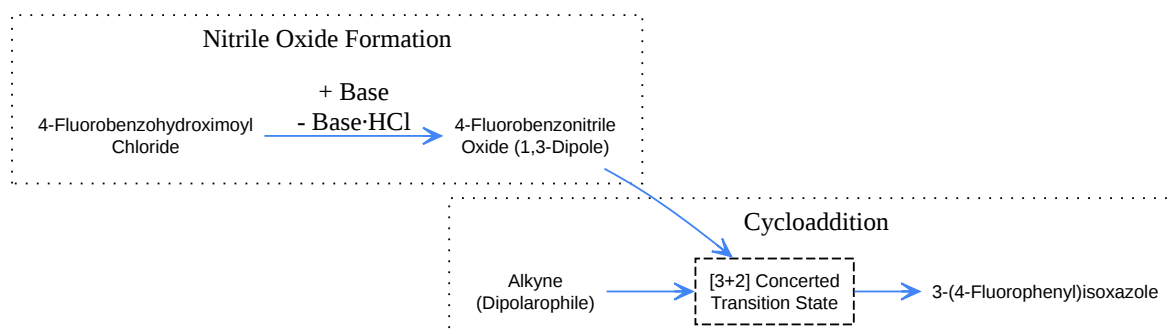 Nitrile Oxide Formation
+ Base
- Base·HCl
4-Fluorobenzohydroximoyl
Chloride
4-Fluorobenzonitrile
Oxide (1,3-Dipole)
Cycloaddition
Alkyne
(Dipolarophile)
[3+2] Concerted
Transition State
3-(4-Fluorophenyl)isoxazole